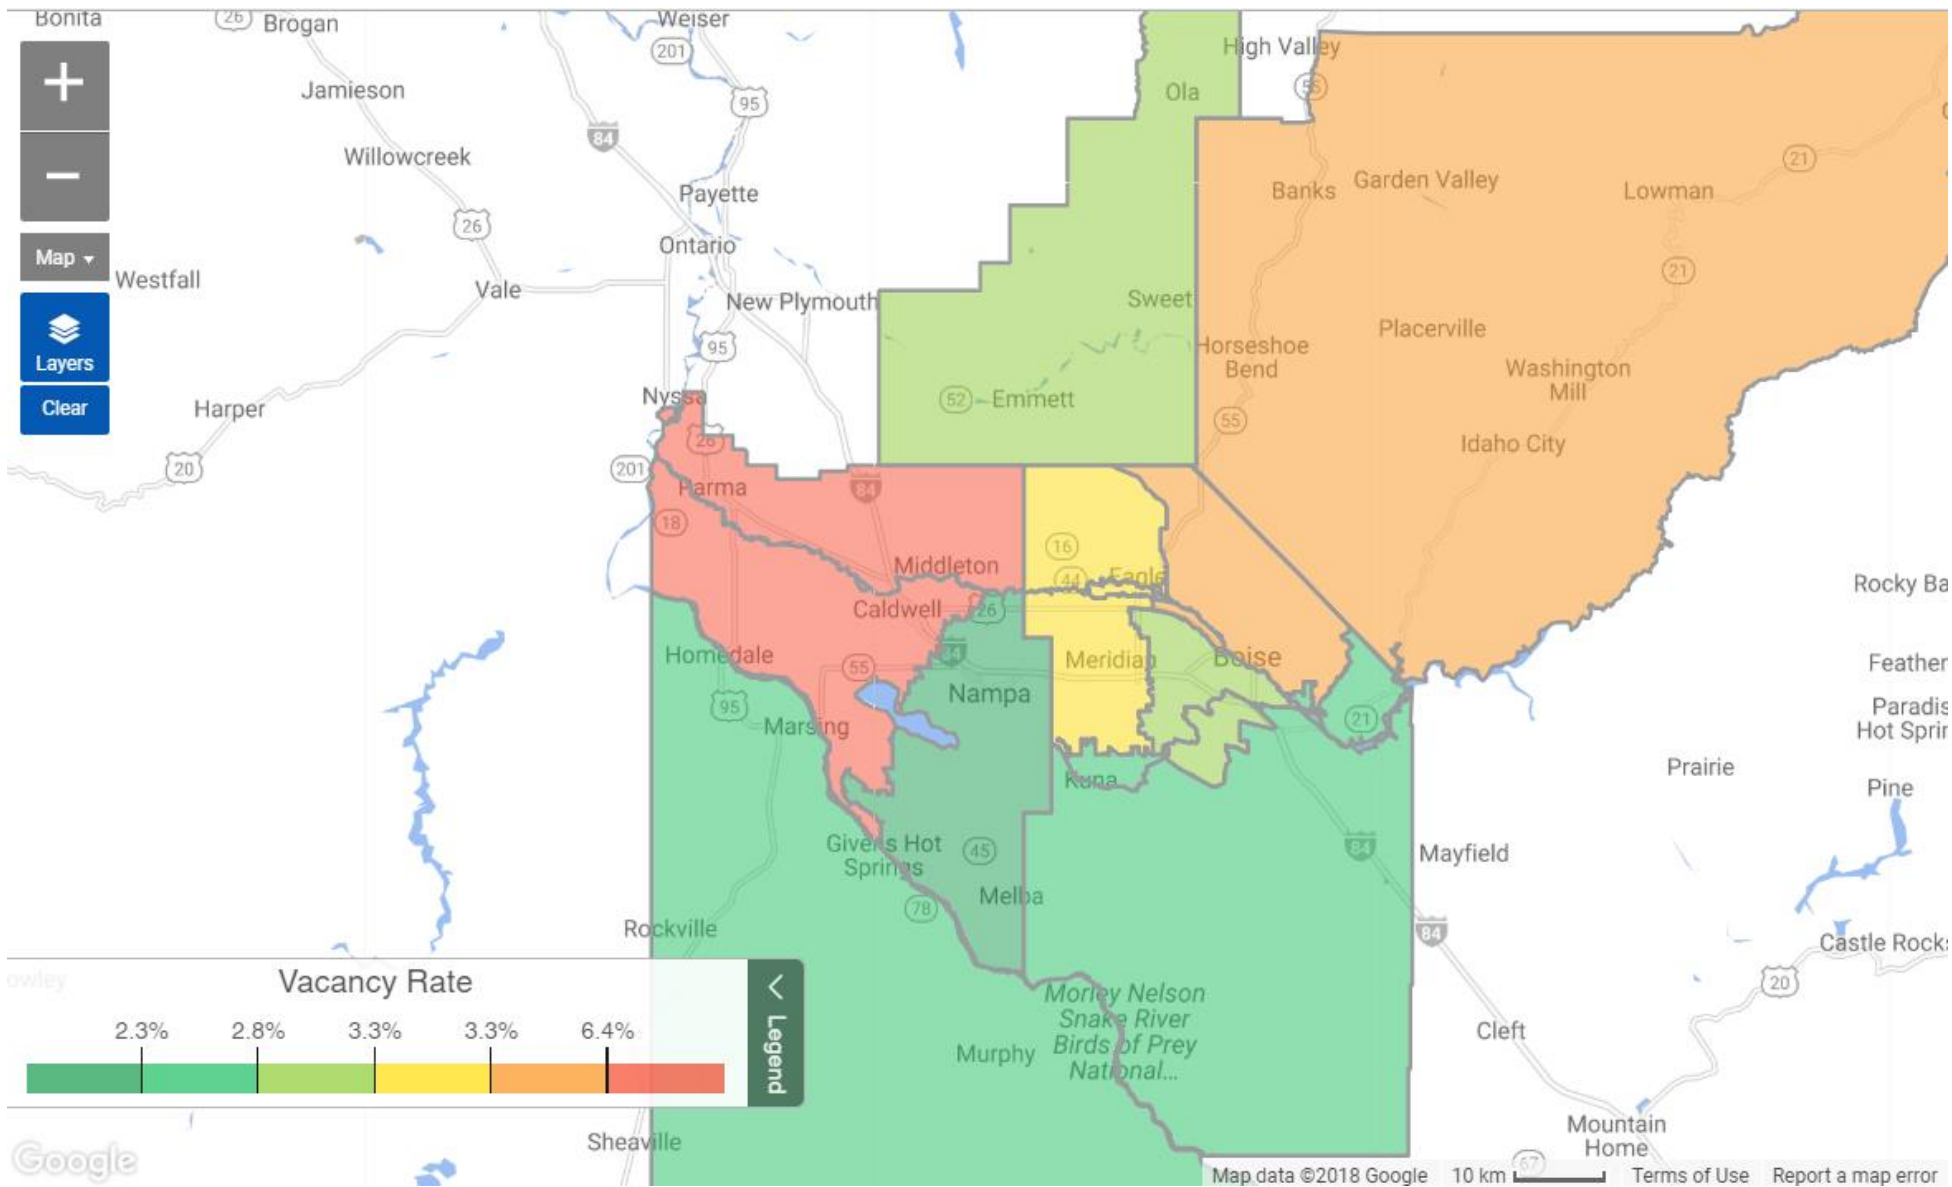 Bonita
26
Brogan
Weiser
201
High Valley
55
Jamieson
95
Ola
84
Willowcreek
21
Payette
Banks
Garden Valley
Lowman
26
Ontario
Map
Westfall
Vale
New Plymouth
Sweet
21
Layers
Clear
95
Horseshoe
Bend
Placerville
Washington
Mill
Harper
Nyssa
52
Emmett
55
26
Idaho City
20
201
Parma
84
18
16
Middleton
44
Eagle
Rocky Ba
Caldwell
26
Homedale
84
55
Meridian
Boise
Feather
Nampa
95
Marsing
21
Paradis
Hot Sprin
Kuna
Prairie
Pine
Givens Hot
Springs
45
84
Mayfield
Melba
78
Rockville
84
Castle Rock
owley
Vacancy Rate
2.3%
2.8%
3.3%
3.3%
6.4%
Legend
20
Morley Nelson
Snake River
Birds of Prey
National...
Murphy
Cleft
Mountain
Home
Sheaville
67
Google
Map data ©2018 Google
10 km
Terms of Use
Report a map error